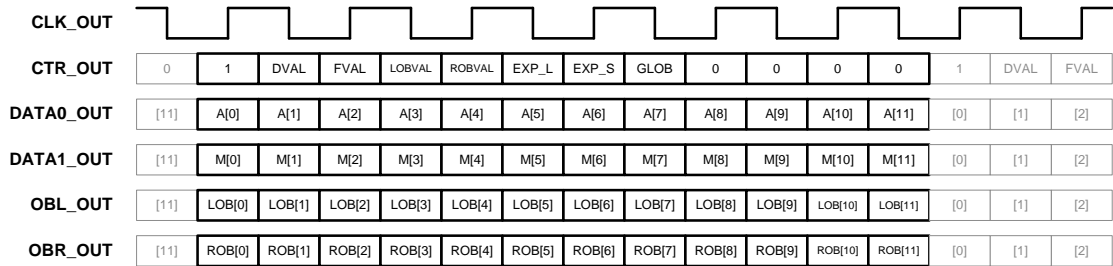 CLK_OUT
CTR_OUT 0 1 DVAL FVAL LOBVAL ROBVAL EXP_L EXP_S GLOB 0 0 0 0 1 DVAL FVAL
DATA0_OUT [11] A[0] A[1] A[2] A[3] A[4] A[5] A[6] A[7] A[8] A[9] A[10] A[11] [0] [1] [2]
DATA1_OUT [11] M[0] M[1] M[2] M[3] M[4] M[5] M[6] M[7] M[8] M[9] M[10] M[11] [0] [1] [2]
OBL_OUT [11] LOB[0] LOB[1] LOB[2] LOB[3] LOB[4] LOB[5] LOB[6] LOB[7] LOB[8] LOB[9] LOB[10] LOB[11] [0] [1] [2]
OBR_OUT [11] ROB[0] ROB[1] ROB[2] ROB[3] ROB[4] ROB[5] ROB[6] ROB[7] ROB[8] ROB[9] ROB[10] ROB[11] [0] [1] [2]